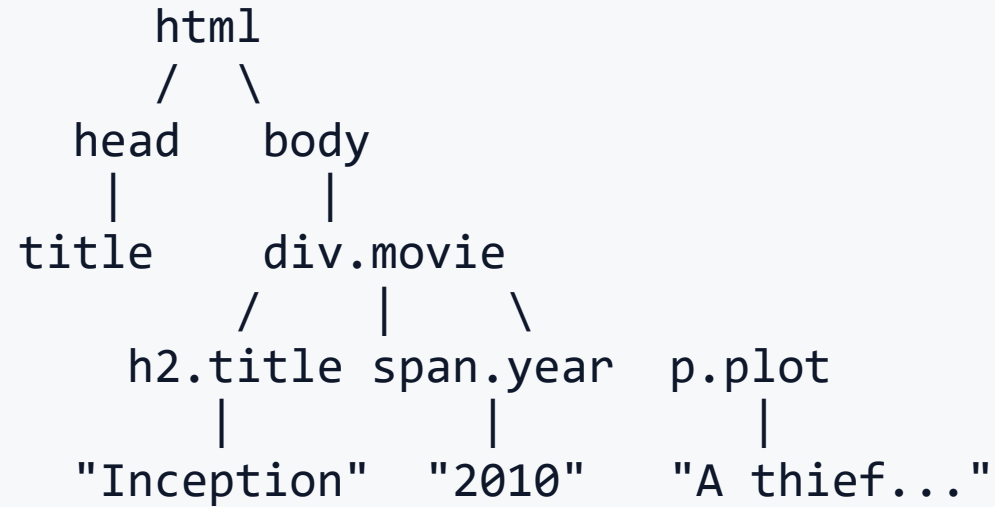 html
/ \
head body
| |
title div.movie
/ | \
h2.title span.year p.plot
| | |
"Inception" "2010" "A thief..."